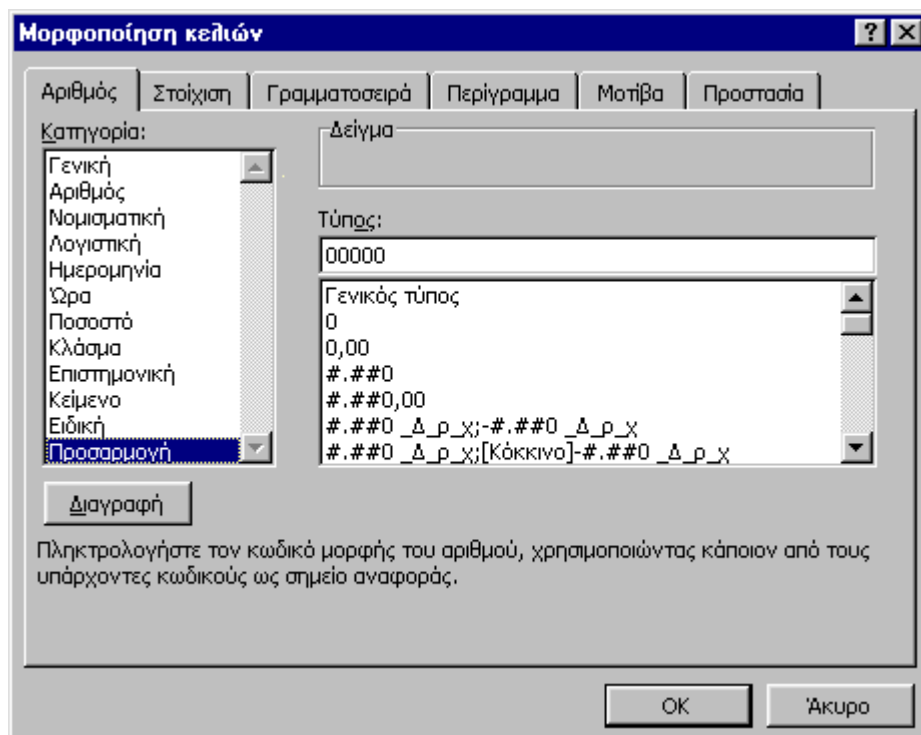 Μορφοποίηση κελιών
Αριθμός Στοίχιση Γραμματοσειρά Περίγραμμα Μοτίβα Προστασία
Κατηγορία:
Γενική
Αριθμός
Νομισματική
Λογιστική
Ημερομηνία
Ώρα
Ποσοστό
Κλάσμα
Επιστημονική
Κείμενο
Ειδική
Προσαρμογή
Δείγμα
Τύπος:
00000
Γενικός τύπος
0
0,00
#.##0
#.##0,00
#.##0 _Δ_ρ_χ;-#.##0 _Δ_ρ_χ
#.##0 _Δ_ρ_χ;[Κόκκινο]-#.##0 _Δ_ρ_χ
Διαγραφή
Πληκτρολογήστε τον κωδικό μορφής του αριθμού, χρησιμοποιώντας κάποιον από τους
υπάρχοντες κωδικούς ως σημείο αναφοράς.
OK Άκυρο